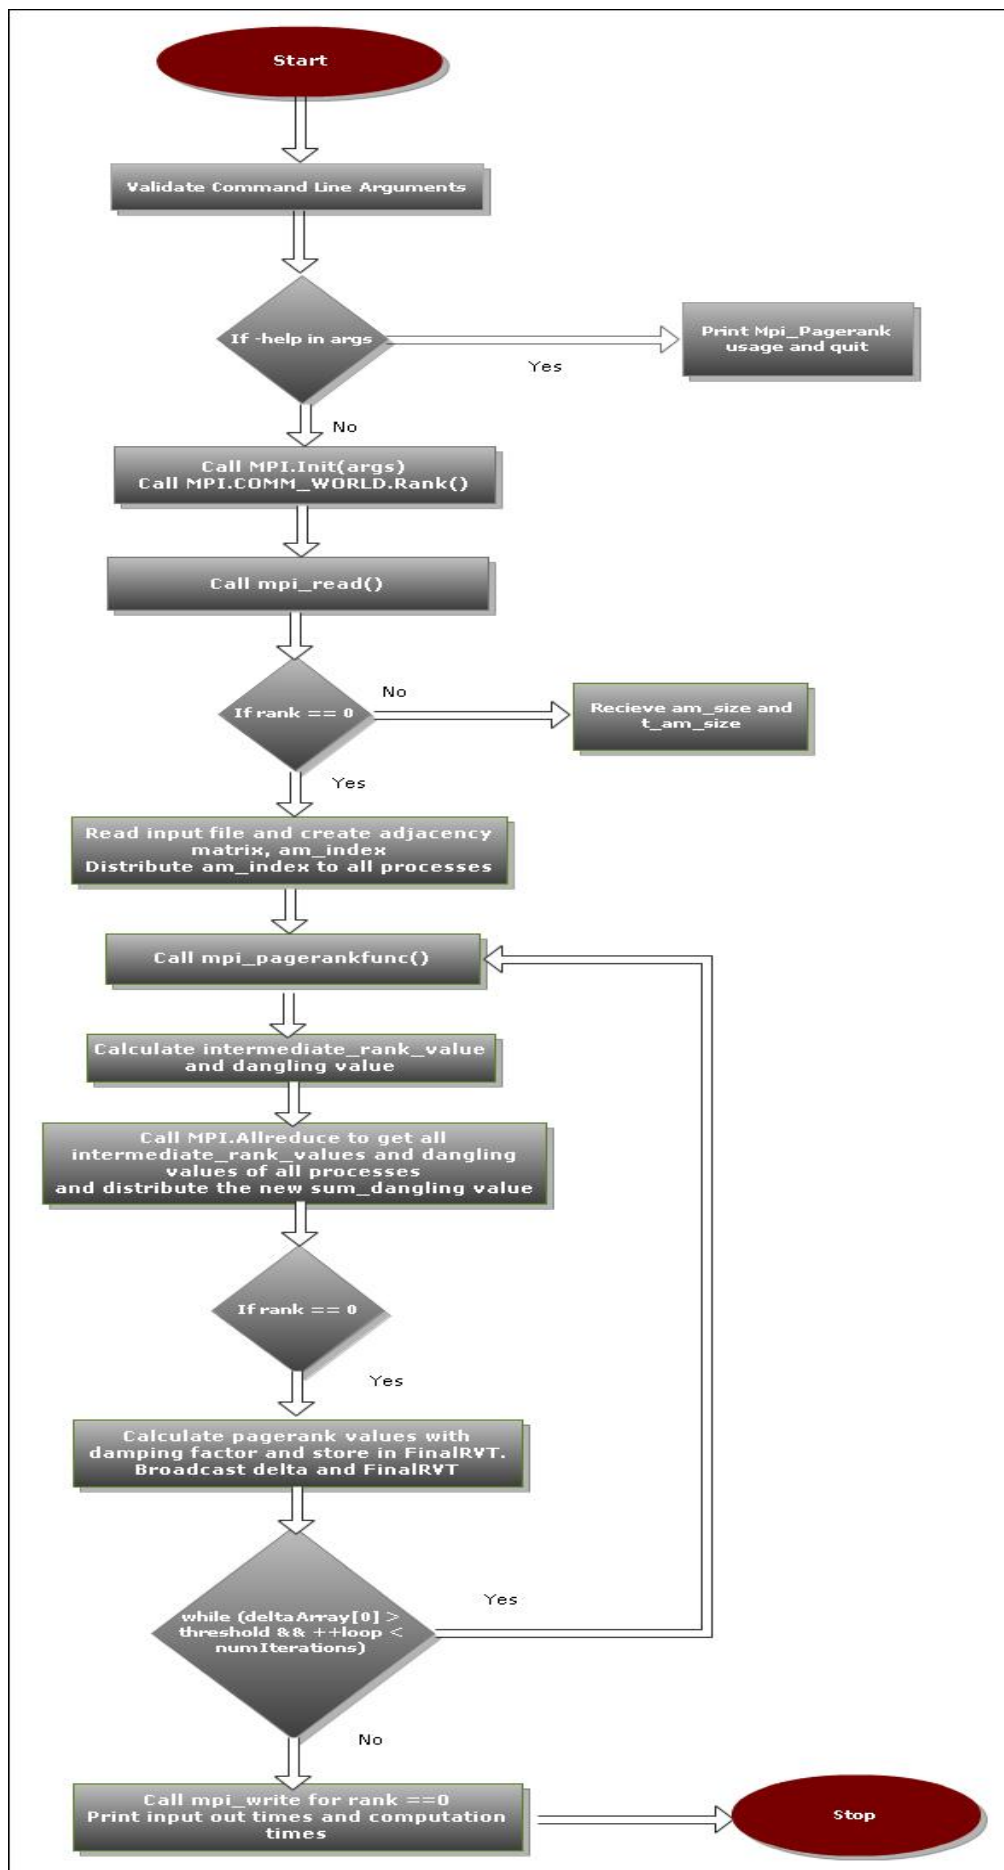 Start
Validate Command Line Arguments
If -help in args
Yes
Print Mpi_Pagerank
usage and quit
No
Call MPI.Init(args)
Call MPI.COMM_WORLD.Rank()
Call mpi_read()
If rank == 0
No
Recieve am_size and
t_am_size
Yes
Read input file and create adjacency
matrix, am_index
Distribute am_index to all processes
Call mpi_pagerankfunc()
Calculate intermediate_rank_value
and dangling value
Call MPI.Allreduce to get all
intermediate_rank_values and dangling
values of all processes
and distribute the new sum_dangling value
If rank == 0
Yes
Calculate pagerank values with
damping factor and store in FinalRVT.
Broadcast delta and FinalRVT
while (deltaArray[0] >
threshold && ++loop <
numIterations)
Yes
No
Call mpi_write for rank ==0
Print input out times and computation
times
Stop